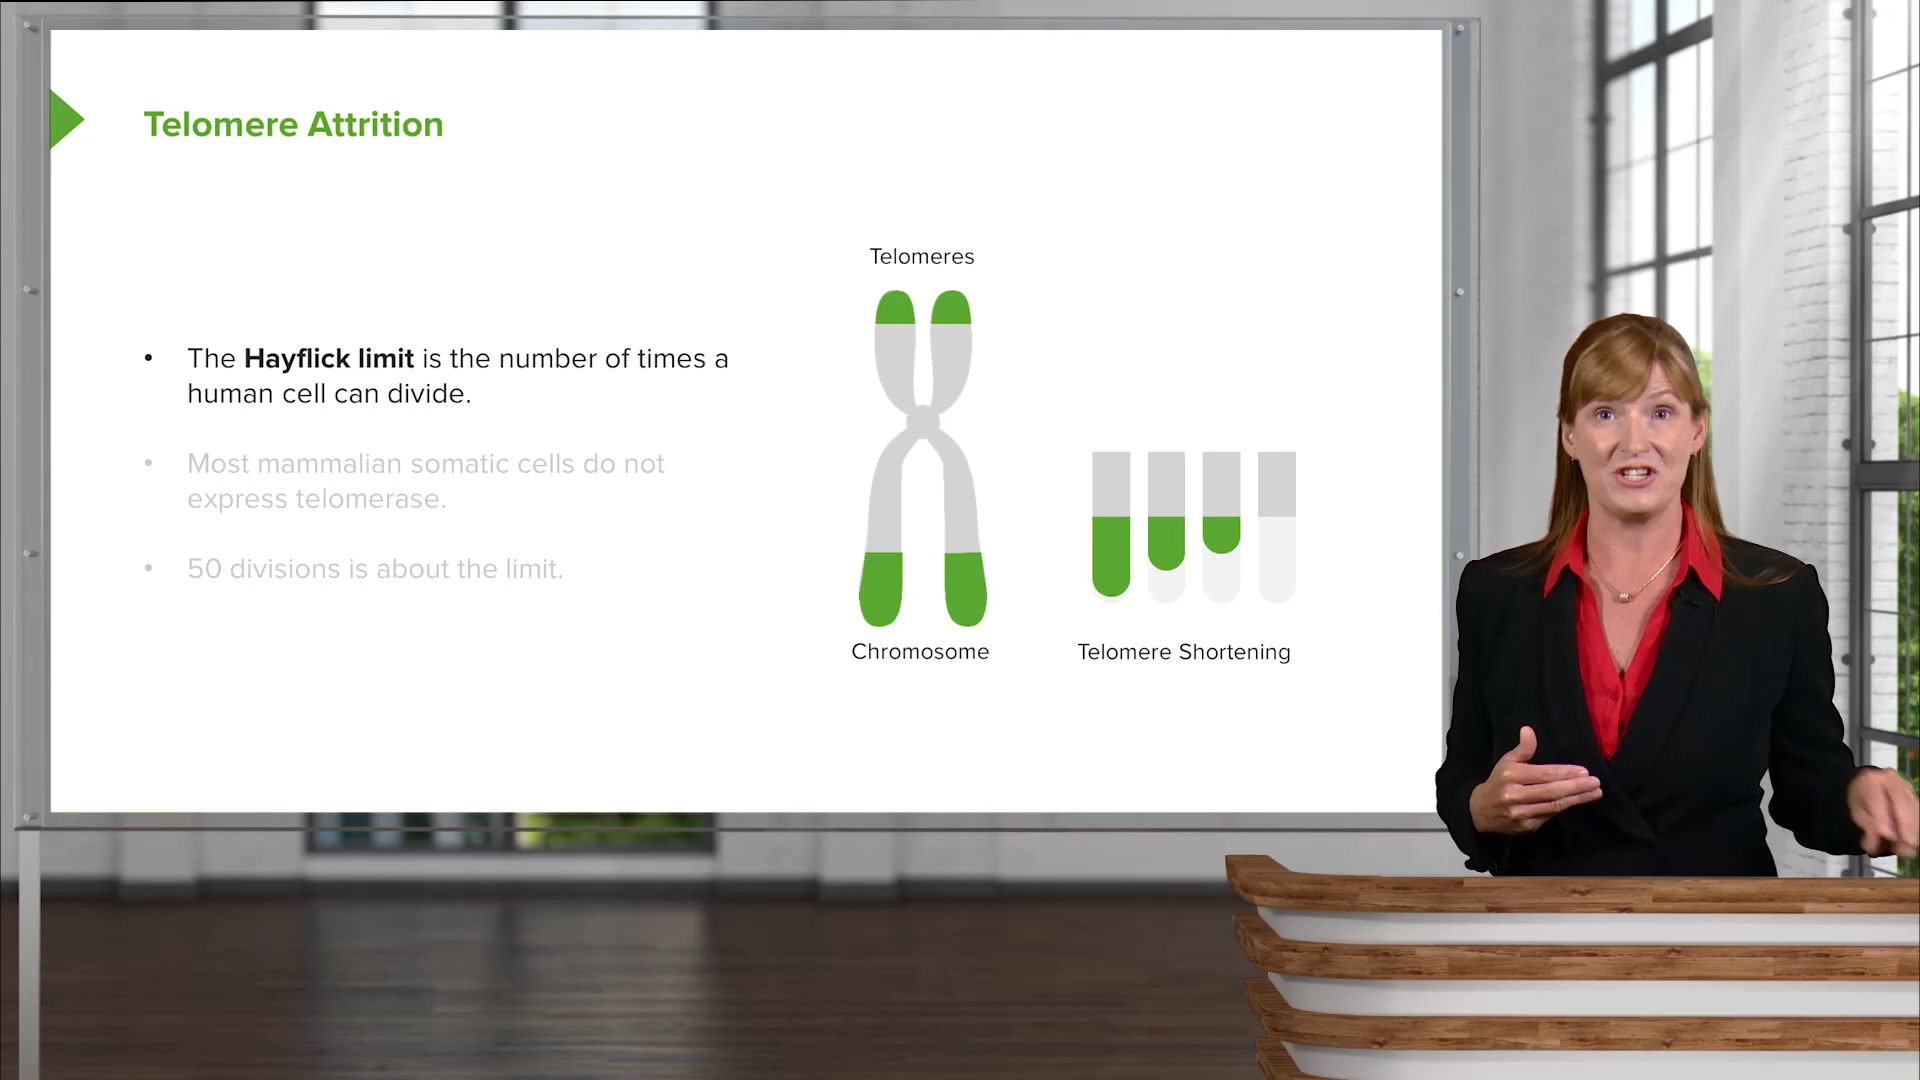 Telomere Attrition
• The Hayflick limit is the number of times a
human cell can divide.
• Most mammalian somatic cells do not
express telomerase.
• 50 divisions is about the limit.
Telomeres
Chromosome
Telomere Shortening